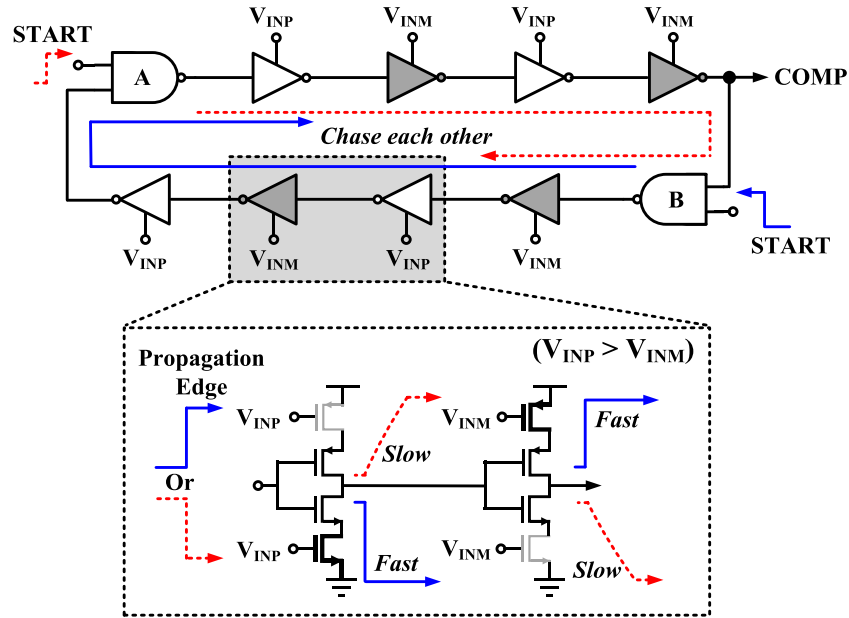 V_INP V_INM V_INP V_INM
START
A
COMP
Chase each other
B
V_INP V_INM V_INP V_INM
START
(V_INP > V_INM)
Propagation
Edge
V_INP
V_INM
Fast
Slow
Or
V_INP
V_INM
Fast
Slow